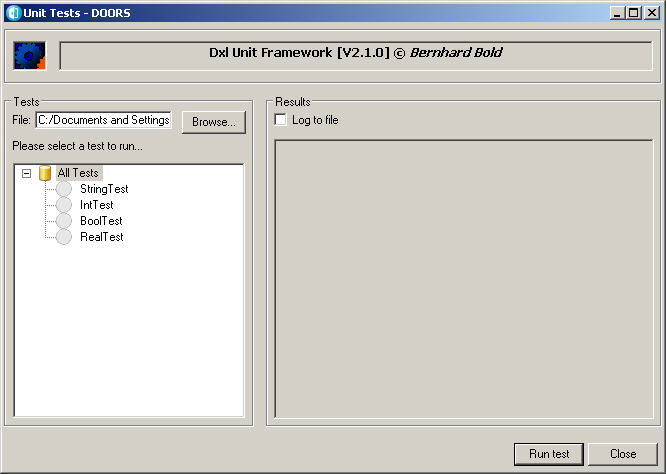 Unit Tests - DOORS
Dxl Unit Framework [V2.1.0] © Bernhard Bold
Tests
File: C:/Documents and Settings Browse...
Please select a test to run...
All Tests
StringTest
IntTest
BoolTest
RealTest
Results
Log to file
Run test Close